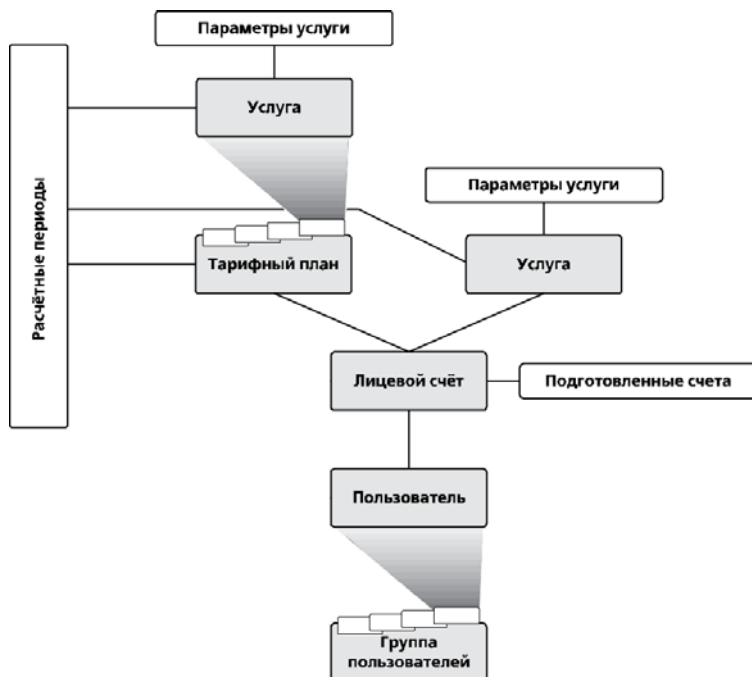 Параметры услуги
Услуга
Расчётные периоды
Параметры услуги
Тарифный план
Услуга
Лицевой счёт
Подготовленные счета
Пользователь
Группа
пользователей